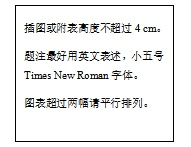 插图或附表高度不超过 4 cm。
题注最好用英文表述，小五号
Times New Roman 字体。
图表超过两幅请平行排列。